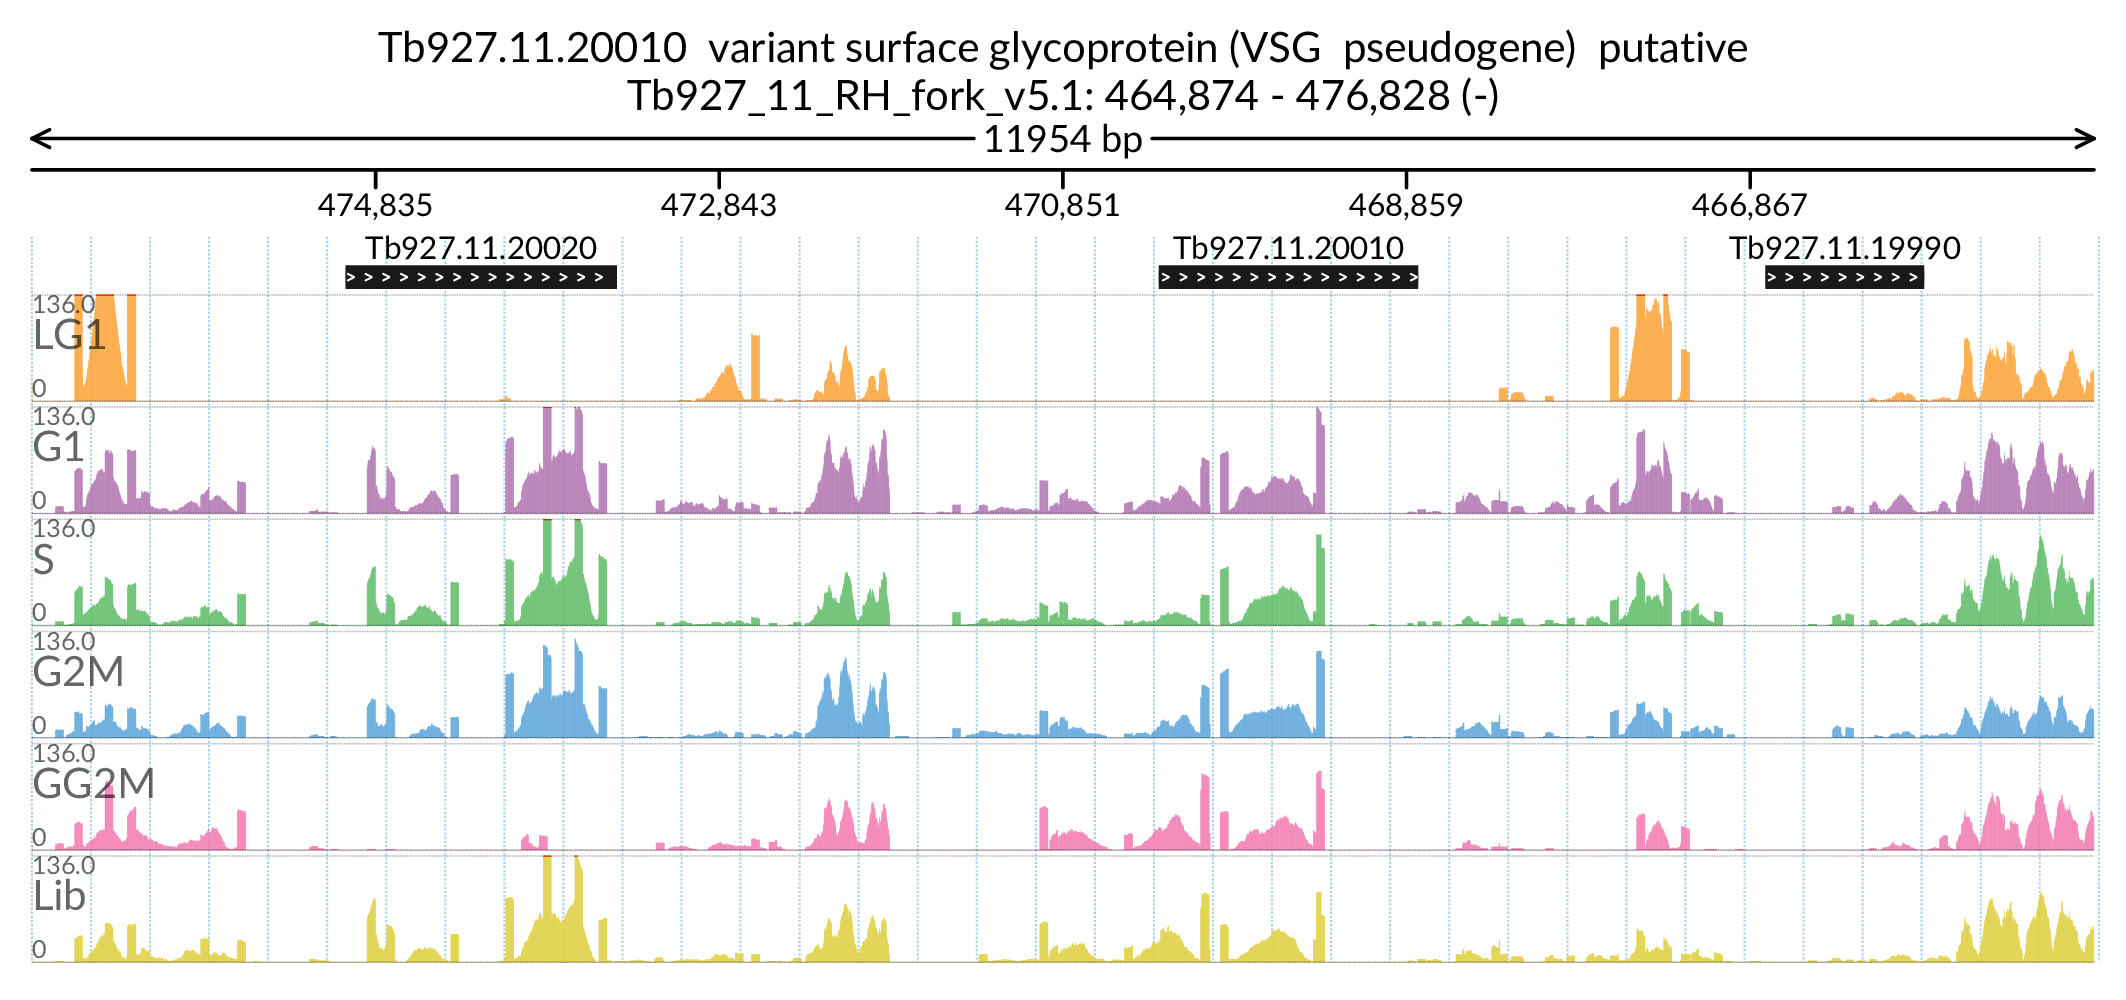 Tb927.11.20010 variant surface glycoprotein (VSG pseudogene) putative
Tb927_11_RH_fork_v5.1: 464,874 - 476,828 (-)
11954 bp
474,835 472,843 470,851 468,859 466,867
Tb927.11.20020 Tb927.11.20010 Tb927.11.19990
136.0
LG1
0
136.0
G1
0
136.0
S
0
136.0
G2M
0
136.0
GG2M
0
136.0
Lib
0